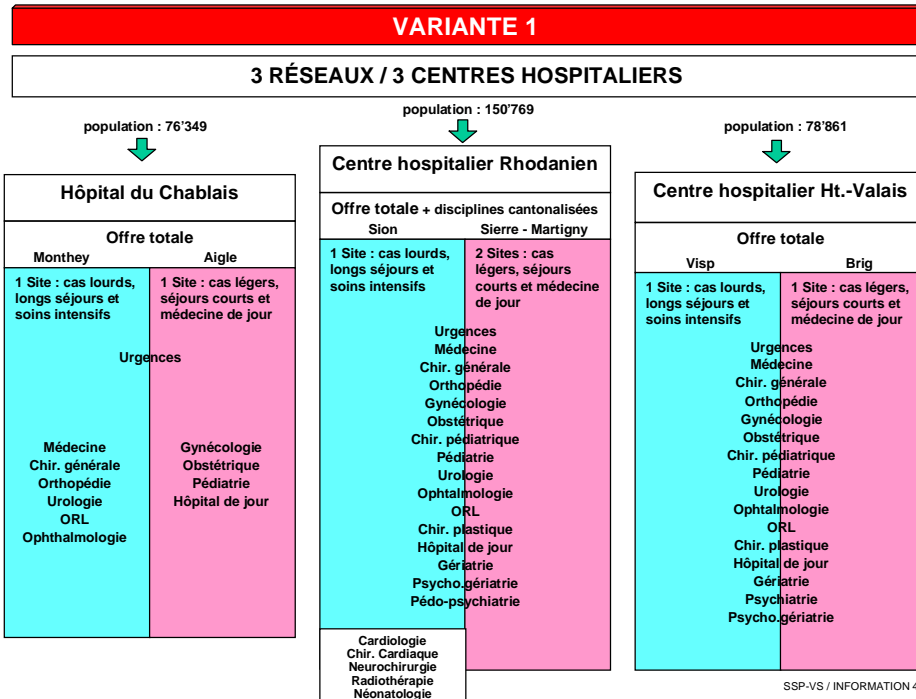 VARIANTE 1
3 RÉSEAUX / 3 CENTRES HOSPITALIERS
population : 76’349
Hôpital du Chablais
Offre totale
Monthey
Aigle
1 Site : cas lourds,
longs séjours et
soins intensifs
1 Site : cas légers,
séjours courts et
médecine de jour
Urgences
Médecine
Chir. générale
Orthopédie
Urologie
ORL
Ophthalmologie
Gynécologie
Obstétrique
Pédiatrie
Hôpital de jour
population : 150’769
Centre hospitalier Rhodanien
Offre totale + disciplines cantonalisées
Sion
Sierre - Martigny
1 Site : cas lourds,
longs séjours et
soins intensifs
2 Sites : cas
légers, séjours
courts et médecine
de jour
Urgences
Médecine
Chir. générale
Orthopédie
Gynécologie
Obstétrique
Chir. pédiatrique
Pédiatrie
Urologie
Ophtalmologie
ORL
Chir. plastique
Hôpital de jour
Gériatrie
Psycho.gériatrie
Pédo-psychiatrie
Cardiologie
Chir. Cardiaque
Neurochirurgie
Radiothérapie
Néonatologie
population : 78’861
Centre hospitalier Ht.-Valais
Offre totale
Visp
Brig
1 Site : cas lourds,
longs séjours et
soins intensifs
1 Site : cas légers,
séjours courts et
médecine de jour
Urgences
Médecine
Chir. générale
Orthopédie
Gynécologie
Obstétrique
Chir. pédiatrique
Pédiatrie
Urologie
Ophtalmologie
ORL
Chir. plastique
Hôpital de jour
Gériatrie
Psychiatrie
Psycho.gériatrie
SSP-VS / INFORMATION 4